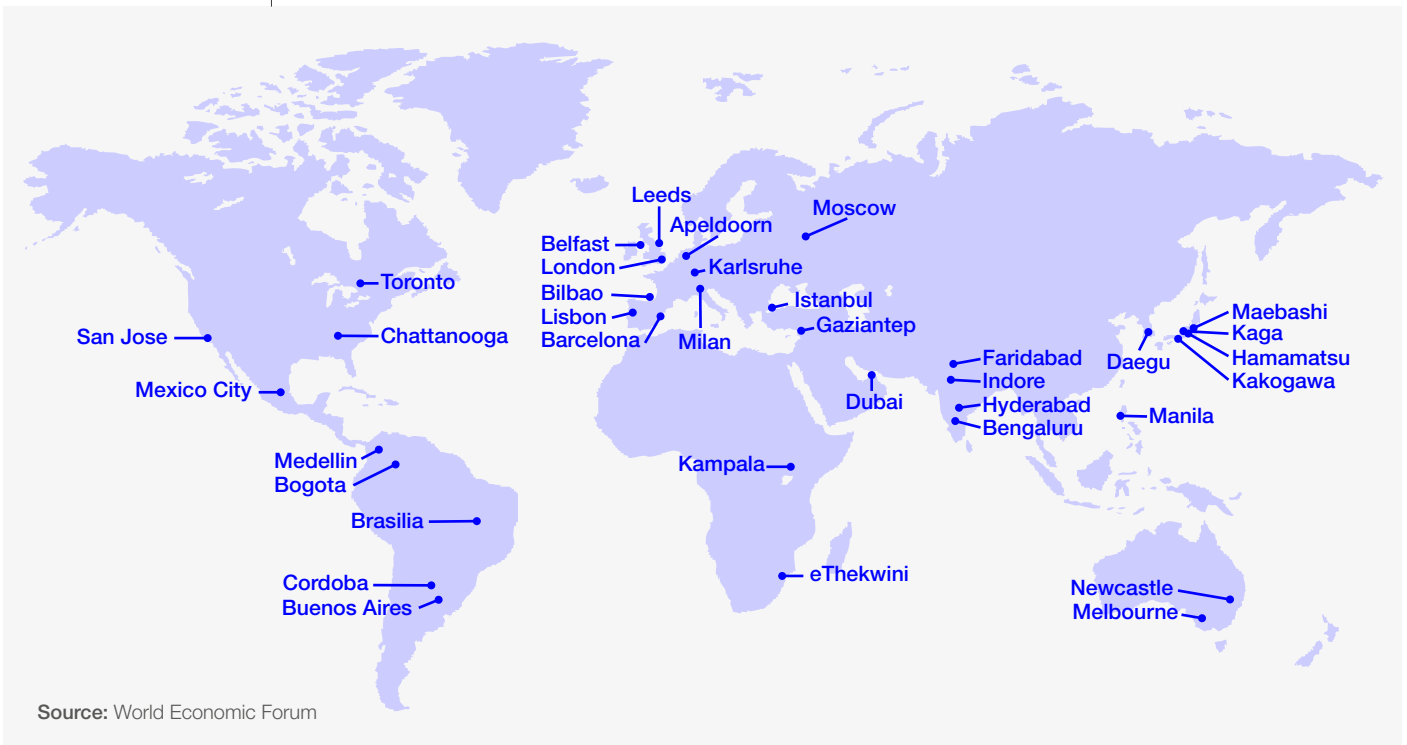 Leeds
Moscow
Apeldoorn
Belfast
London
Karlsruhe
Toronto
Bilbao
Istanbul
Lisbon
Gaziantep
Barcelona
Milan
San Jose
Chattanooga
Mexico City
Maebashi
Kaga
Hamamatsu
Kakogawa
Daegu
Faridabad
Indore
Hyderabad
Bengaluru
Dubai
Manila
Medellin
Bogota
Kampala
Brasilia
eThekwini
Cordoba
Buenos Aires
Newcastle
Melbourne
Source: World Economic Forum